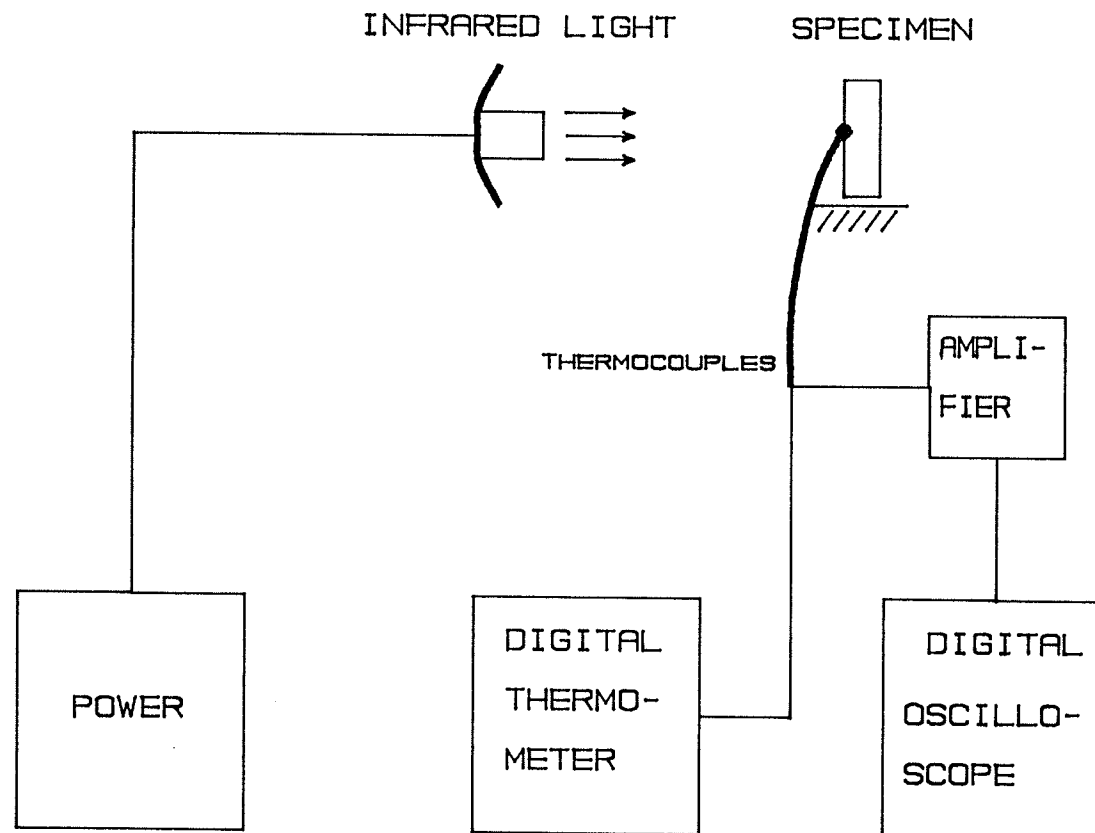 INFRARED LIGHT
SPECIMEN
THERMOCOUPLES
AMPLI-
FIER
POWER
DIGITAL
THERMO-
METER
DIGITAL
OSCILLO-
SCOPE